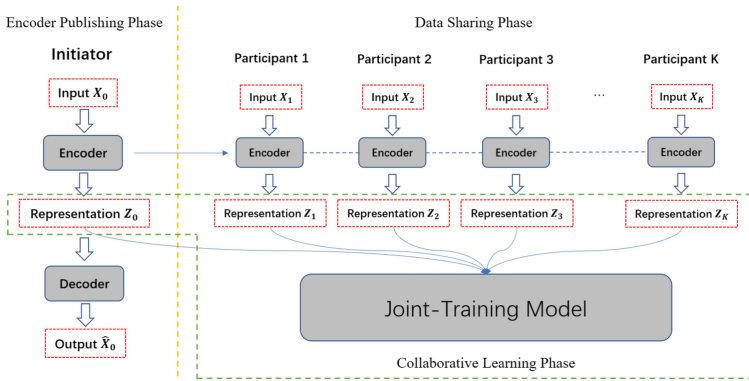 Encoder Publishing Phase
Data Sharing Phase
Initiator
Participant 1
Participant 2
Participant 3
Participant K
Input X₀
Input X₁
Input X₂
Input X₃
...
Input X_K
Encoder
Encoder
Encoder
Encoder
Encoder
Representation Z₀
Representation Z₁
Representation Z₂
Representation Z₃
Representation Z_K
Decoder
Joint-Training Model
Output X̂₀
Collaborative Learning Phase